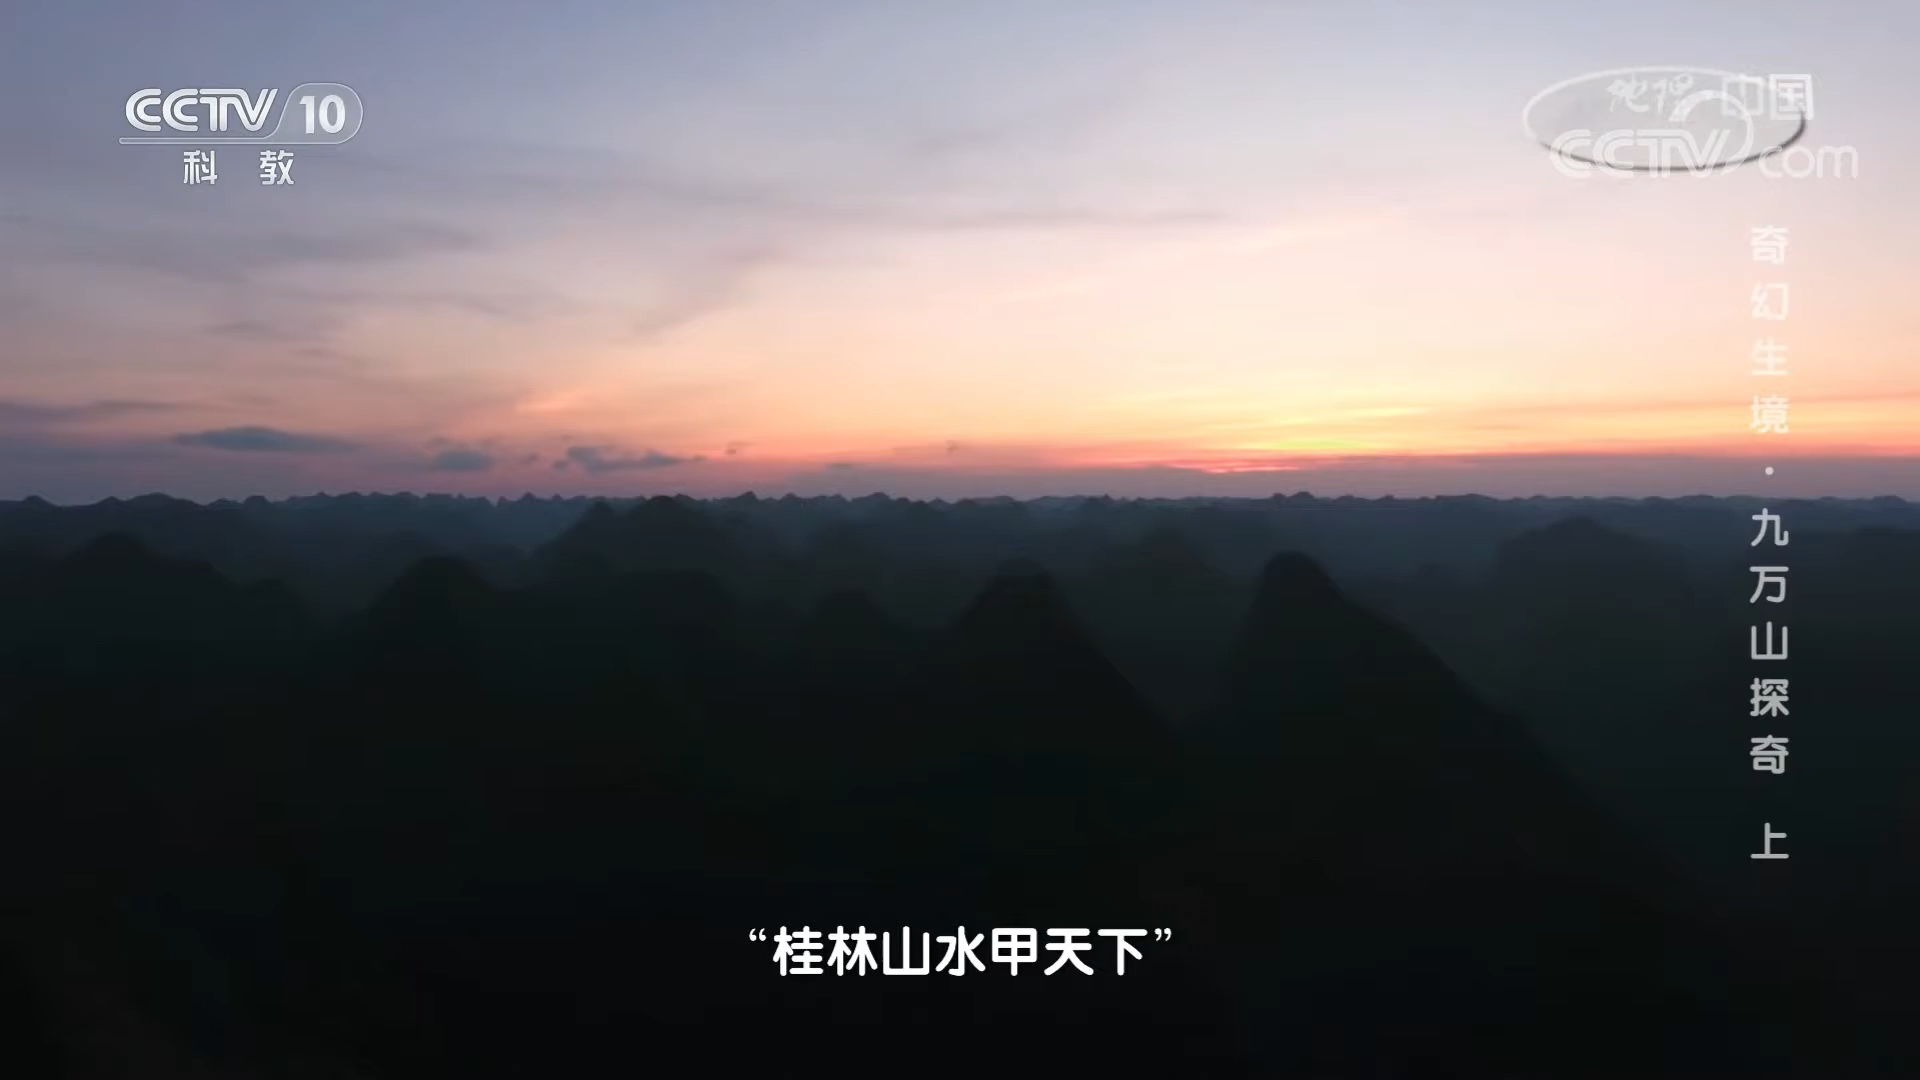 CCTV 10
科 教
地理·中国
CCTV.com
奇幻生境·九万山探奇 上
“桂林山水甲天下”